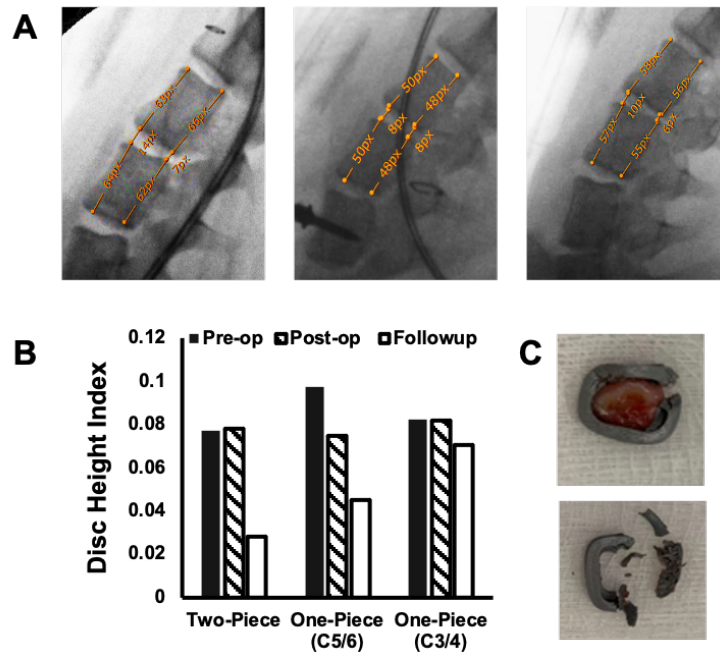 A
63px
69px
14px
7px
64px
62px
50px
48px
8px
8px
50px
48px
58px
56px
10px
6px
57px
55px
B
0.12
0.1
0.08
0.06
0.04
0.02
0
Disc Height Index
Pre-op Post-op Followup
Two-Piece One-Piece One-Piece
(C5/6) (C3/4)
C